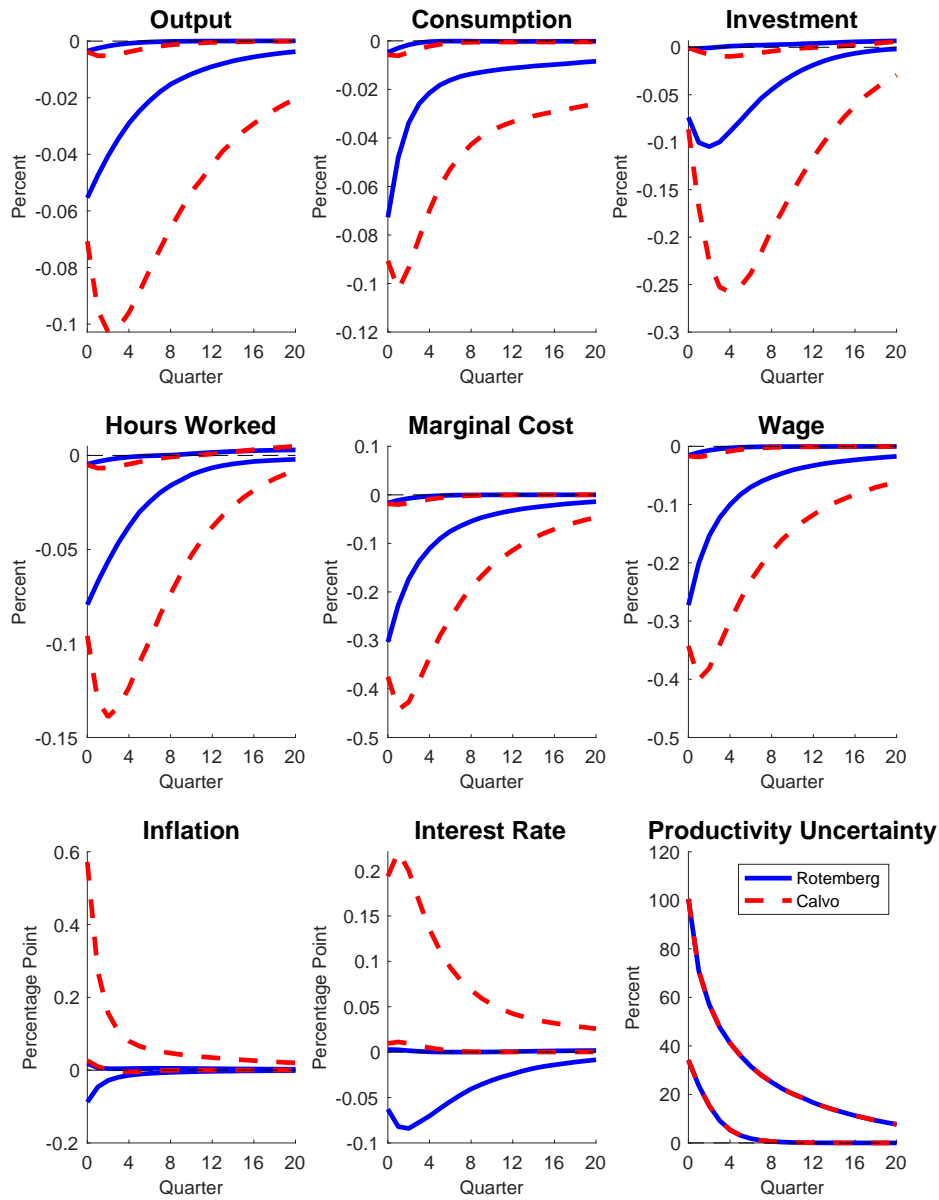 Output
0
-0.02
-0.04
-0.06
-0.08
-0.1
Percent
0 4 8 12 16 20
Quarter
Consumption
0
-0.02
-0.04
-0.06
-0.08
-0.1
-0.12
Percent
0 4 8 12 16 20
Quarter
Investment
0
-0.05
-0.1
-0.15
-0.2
-0.25
-0.3
Percent
0 4 8 12 16 20
Quarter
Hours Worked
0
-0.05
-0.1
-0.15
Percent
0 4 8 12 16 20
Quarter
Marginal Cost
0.1
0
-0.1
-0.2
-0.3
-0.4
-0.5
Percent
0 4 8 12 16 20
Quarter
Wage
0
-0.1
-0.2
-0.3
-0.4
-0.5
Percent
0 4 8 12 16 20
Quarter
Inflation
0.6
0.4
0.2
0
-0.2
Percentage Point
0 4 8 12 16 20
Quarter
Interest Rate
0.2
0.15
0.1
0.05
0
-0.05
-0.1
Percentage Point
0 4 8 12 16 20
Quarter
Productivity Uncertainty
120
100
80
60
40
20
0
Percent
Rotemberg
Calvo
0 4 8 12 16 20
Quarter